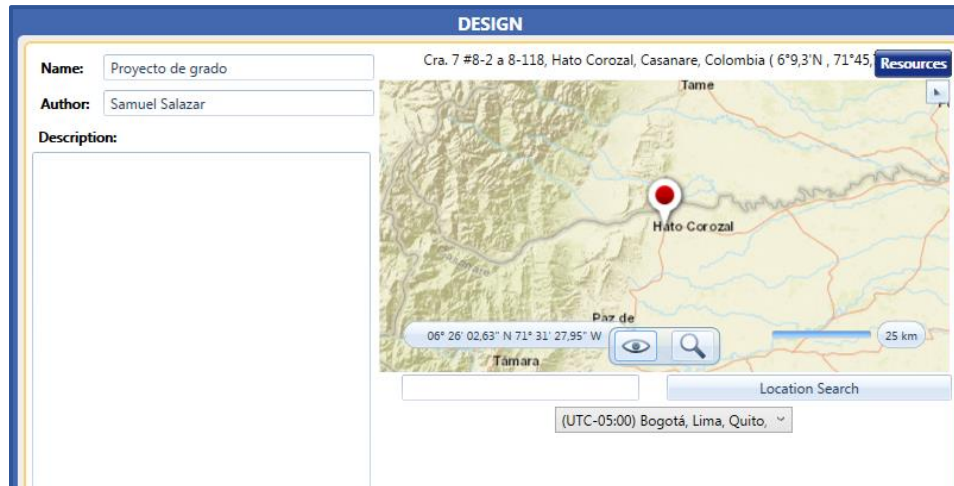 DESIGN
Name:
Proyecto de grado
Author:
Samuel Salazar
Description:
Cra. 7 #8-2 a 8-118, Hato Corozal, Casanare, Colombia ( 6°9,3'N , 71°45,
Resources
Tame
Hato Corozal
Casanare
Paz de
06° 26' 02,63" N 71° 31' 27,95" W
25 km
Támara
Location Search
(UTC-05:00) Bogotá, Lima, Quito,